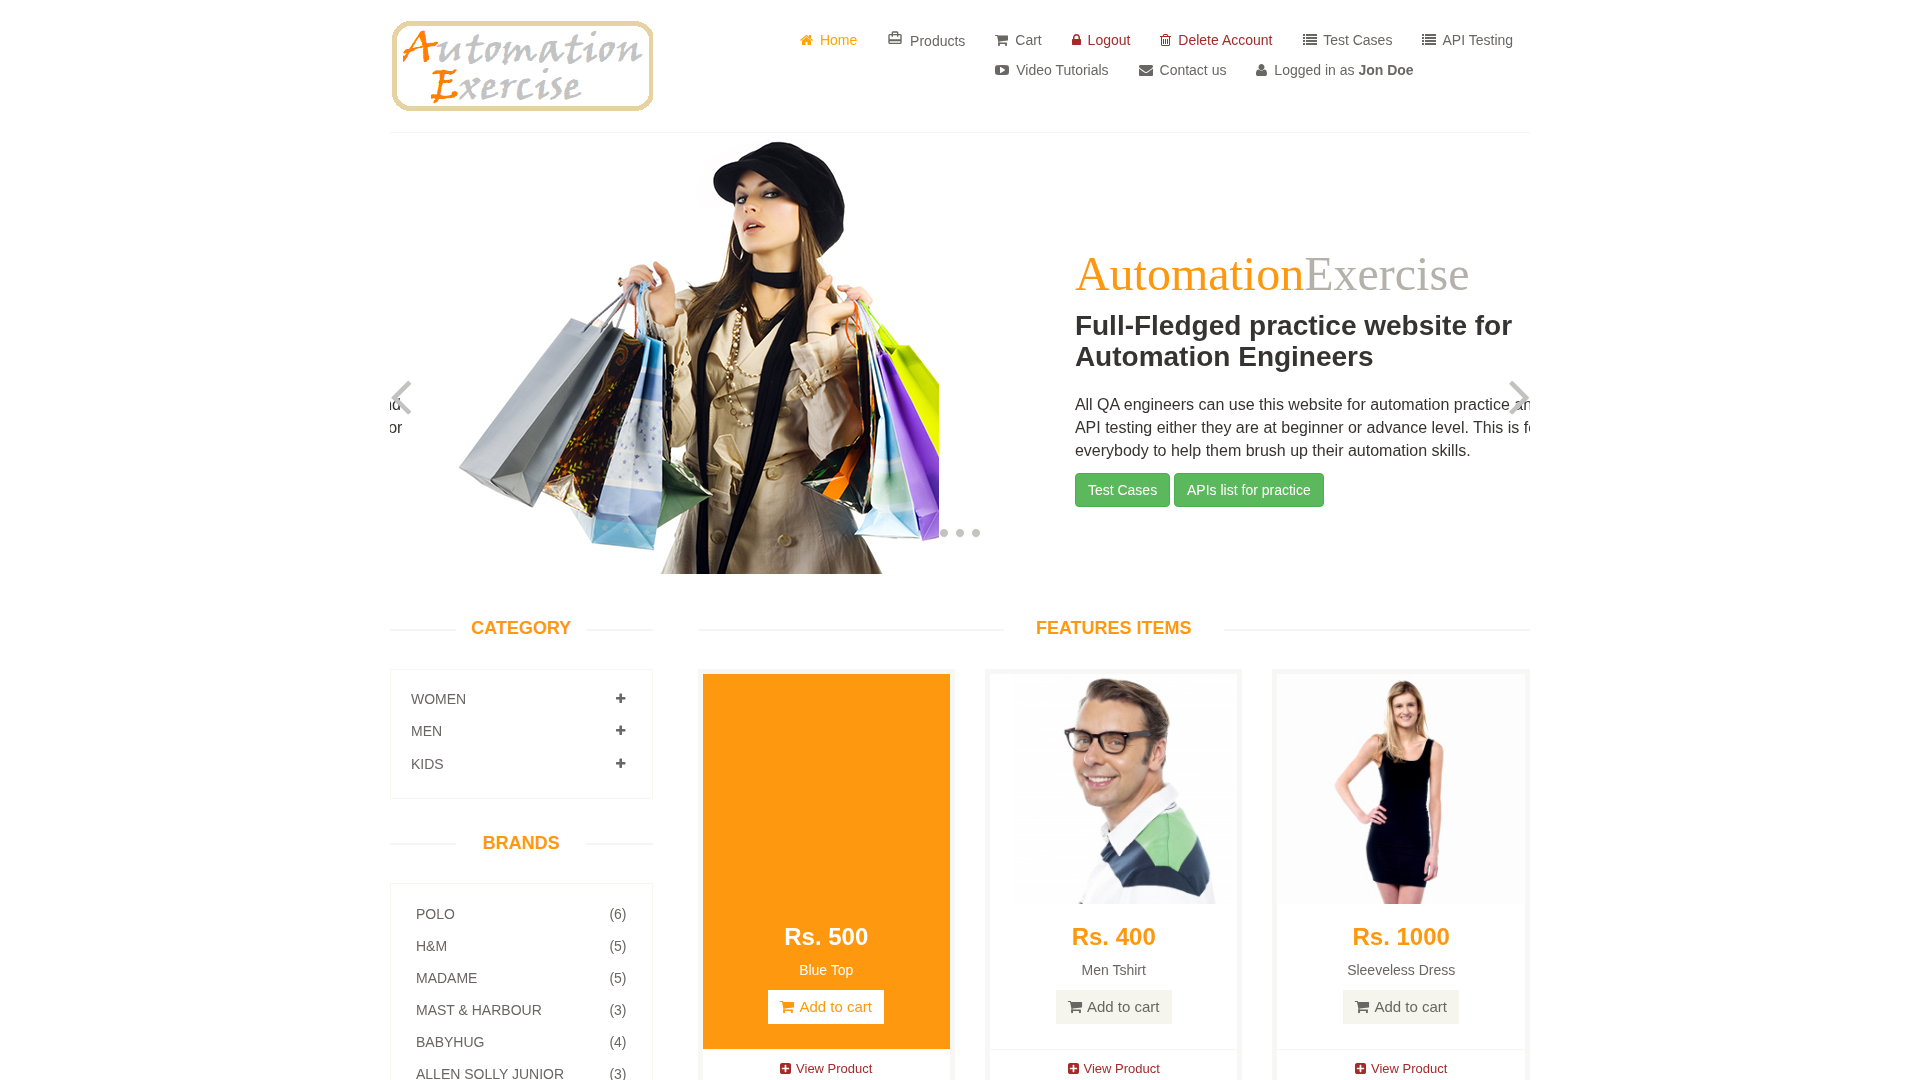 Automation
Exercise
Home
Products
Cart
Logout
Delete Account
Test Cases
API Testing
Video Tutorials
Contact us
Logged in as Jon Doe
AutomationExercise
Full-Fledged practice website for
Automation Engineers
All QA engineers can use this website for automation practice an
API testing either they are at beginner or advance level. This is fo
everybody to help them brush up their automation skills.
Test Cases
APIs list for practice
CATEGORY
WOMEN
MEN
KIDS
BRANDS
POLO (6)
H&M (5)
MADAME (5)
MAST & HARBOUR (3)
BABYHUG (4)
ALLEN SOLLY JUNIOR (3)
FEATURES ITEMS
Rs. 500
Blue Top
Add to cart
View Product
Rs. 400
Men Tshirt
Add to cart
View Product
Rs. 1000
Sleeveless Dress
Add to cart
View Product